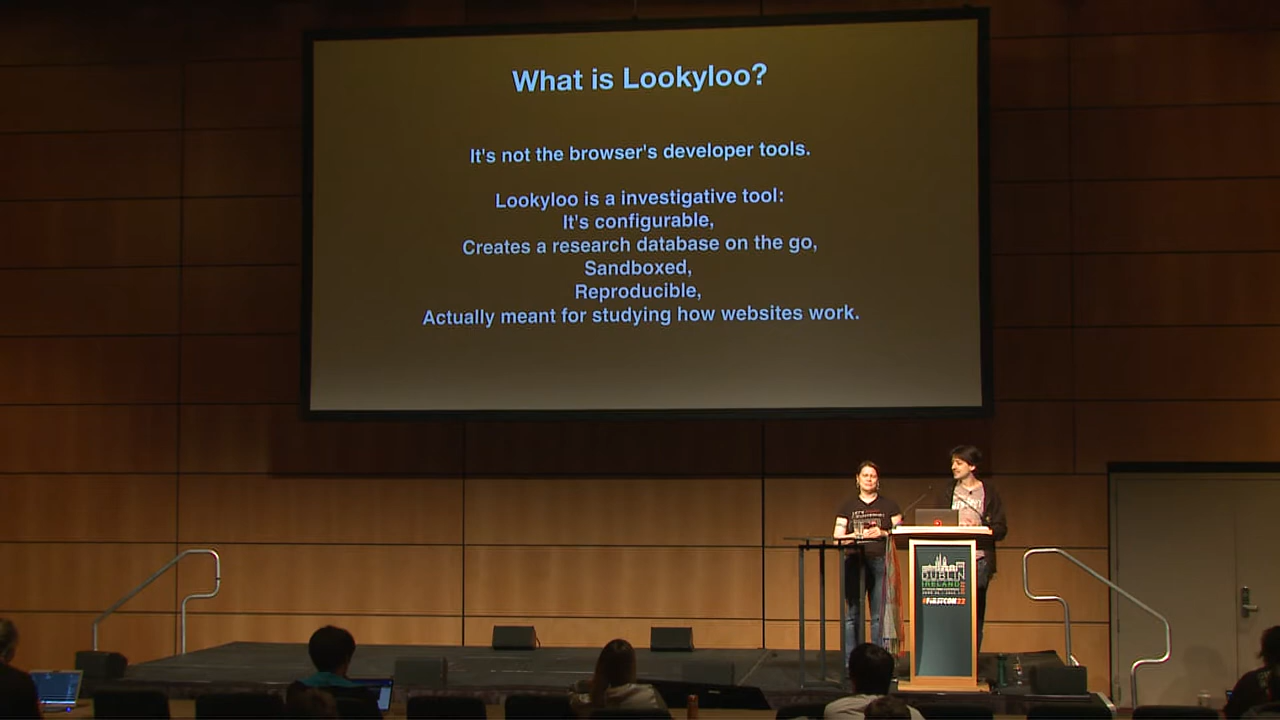 What is Lookyloo?
It's not the browser's developer tools.
Lookyloo is a investigative tool:
It's configurable,
Creates a research database on the go,
Sandboxed,
Reproducible,
Actually meant for studying how websites work.
DUBLIN
IRELAND
#FIRSTCON22